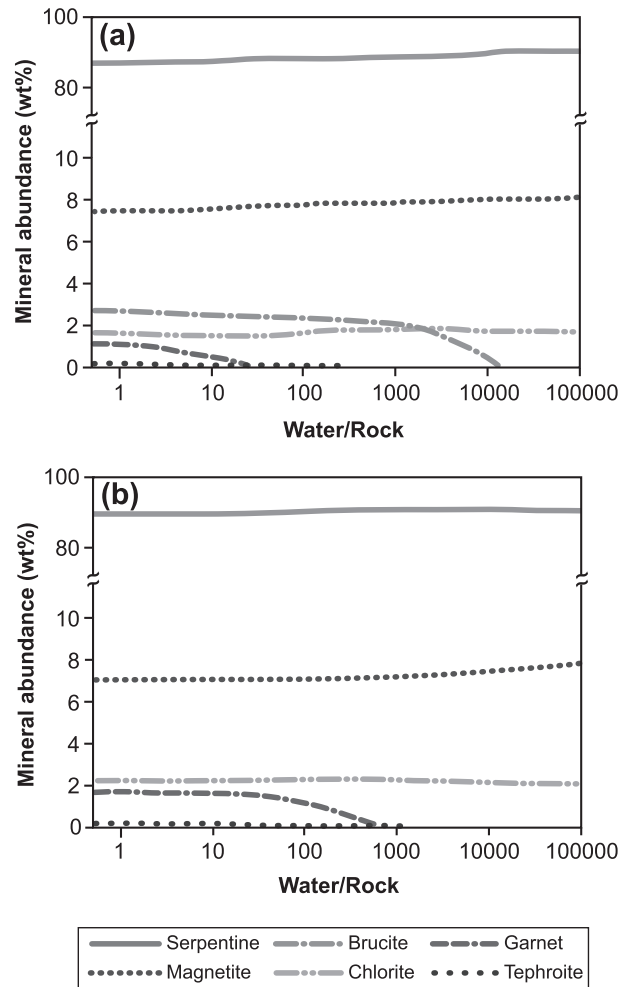 (a)
100
80
10
8
6
4
2
0
Mineral abundance (wt%)
1 10 100 1000 10000 100000
Water/Rock
(b)
100
80
10
8
6
4
2
0
Mineral abundance (wt%)
1 10 100 1000 10000 100000
Water/Rock
Serpentine Brucite Garnet
Magnetite Chlorite Tephroite